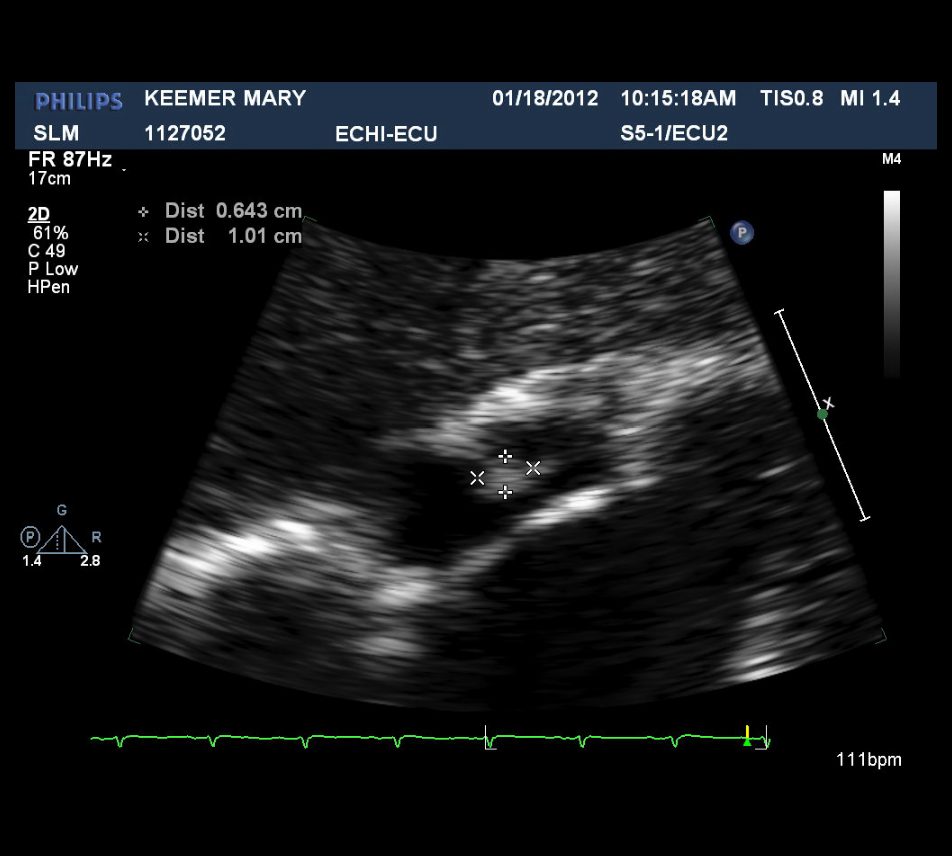 PHILIPS KEEMER MARY 01/18/2012 10:15:18AM TIS0.8 MI 1.4
SLM 1127052 ECHI-ECU S5-1/ECU2
FR 87Hz
17cm
M4
2D
61%
C 49
P Low
HPen
Dist 0.643 cm
Dist 1.01 cm
P
X
G
P R
1.4 2.8
111bpm